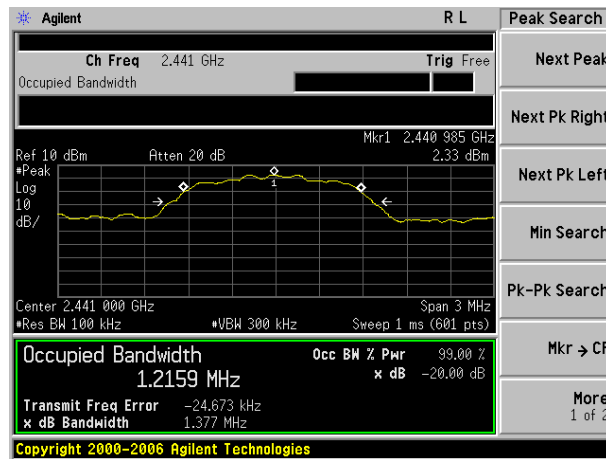 Agilent R L Peak Search
Ch Freq 2.441 GHz Trig Free
Occupied Bandwidth
Next Peak
Next Pk Right
Mkr1 2.440 985 GHz
Ref 10 dBm Atten 20 dB 2.33 dBm
#Peak
Log
10
dB/
1
Next Pk Left
Min Search
Pk-Pk Search
Center 2.441 000 GHz Span 3 MHz
#Res BW 100 kHz #VBW 300 kHz Sweep 1 ms (601 pts)
Mkr → CF
Occupied Bandwidth Occ BW % Pwr 99.00 %
1.2159 MHz x dB -20.00 dB
Transmit Freq Error -24.673 kHz
x dB Bandwidth 1.377 MHz
More
1 of 2
Copyright 2000-2006 Agilent Technologies